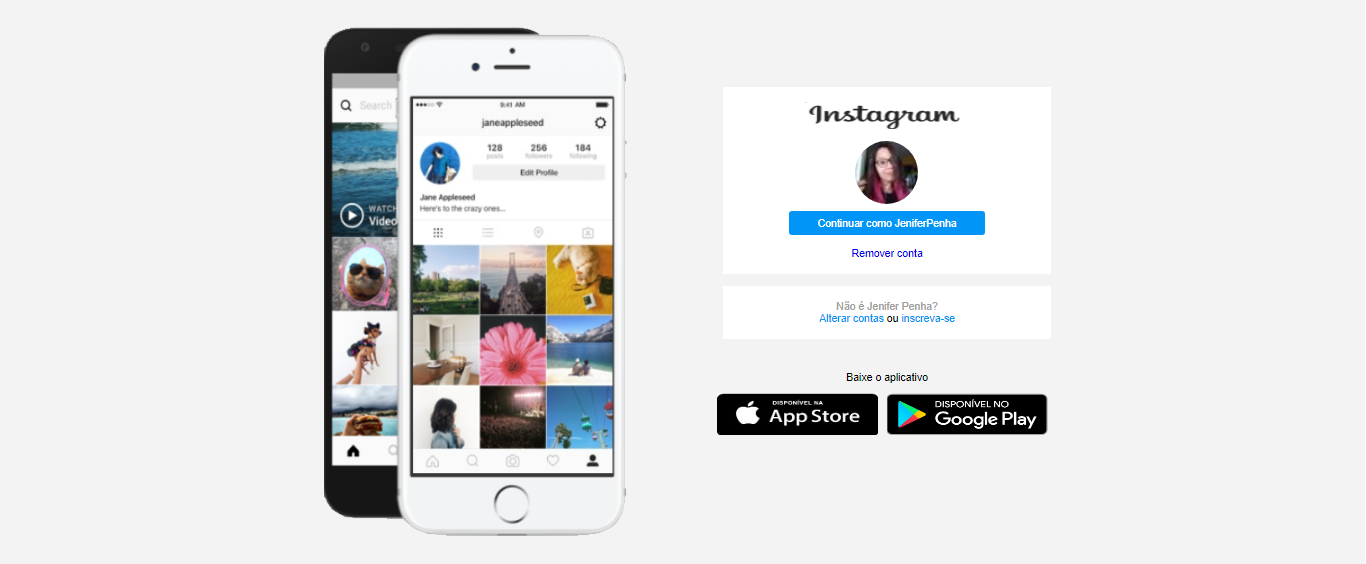 Search
WATCH
Video
9:41 AM
janeappleseed
128
256
184
posts
followers
following
Edit Profile
Jane Appleseed
Here's to the crazy ones...
Instagram
Continuar como JeniferPenha
Remover conta
Não é Jenifer Penha?
Alterar contas ou inscreva-se
Baixe o aplicativo
DISPONÍVEL NA
App Store
DISPONÍVEL NO
Google Play